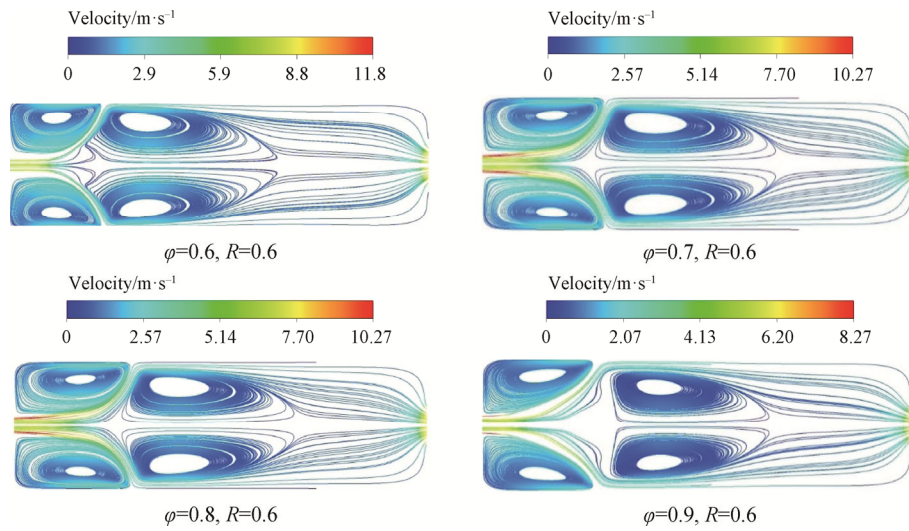 Velocity/m·s⁻¹
0 2.9 5.9 8.8 11.8
φ=0.6, R=0.6
Velocity/m·s⁻¹
0 2.57 5.14 7.70 10.27
φ=0.7, R=0.6
Velocity/m·s⁻¹
0 2.57 5.14 7.70 10.27
φ=0.8, R=0.6
Velocity/m·s⁻¹
0 2.07 4.13 6.20 8.27
φ=0.9, R=0.6